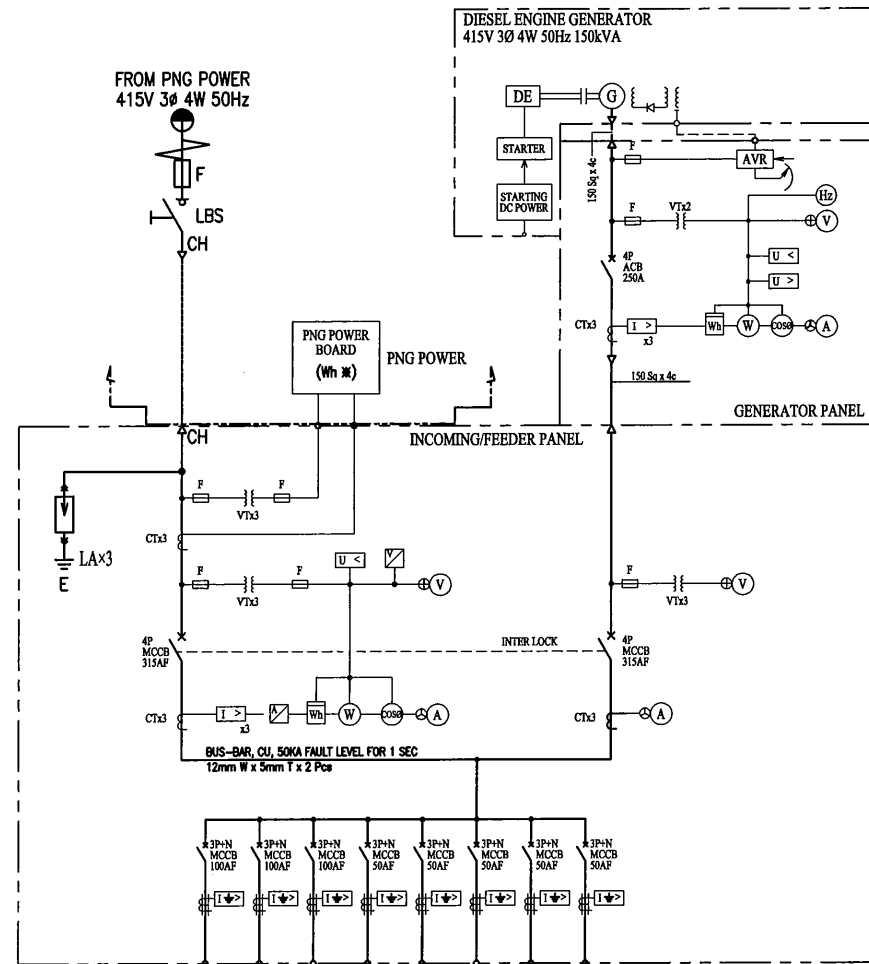 DIESEL ENGINE GENERATOR
415V 3Ø 4W 50Hz 150kVA
FROM PNG POWER
415V 3ø 4W 50Hz
DE
G
F
STARTER
F
AVR
150 Sq x 4c
LBS
STARTING
DC POWER
F
VTx2
Hz
V
CH
4P
ACB
250A
U <
U >
CTx3
I >
x3
Wh
W
COSØ
A
PNG POWER
BOARD
(Wh ※)
PNG POWER
150 Sq x 4c
GENERATOR PANEL
CH
INCOMING/FEEDER PANEL
F
F
VTx3
LA×3
E
CTx3
U <
V
F
F
VTx3
V
F
VTx3
V
4P
MCCB
315AF
INTER LOCK
4P
MCCB
315AF
CTx3
I >
x3
A
Wh
W
COSØ
A
CTx3
A
BUS-BAR, CU, 50KA FAULT LEVEL FOR 1 SEC
12mm W x 5mm T x 2 Pcs
3P+N
MCCB
100AF
3P+N
MCCB
100AF
3P+N
MCCB
100AF
3P+N
MCCB
50AF
3P+N
MCCB
50AF
3P+N
MCCB
50AF
3P+N
MCCB
50AF
3P+N
MCCB
50AF
I ⏚>
I ⏚>
I ⏚>
I ⏚>
I ⏚>
I ⏚>
I ⏚>
I ⏚>